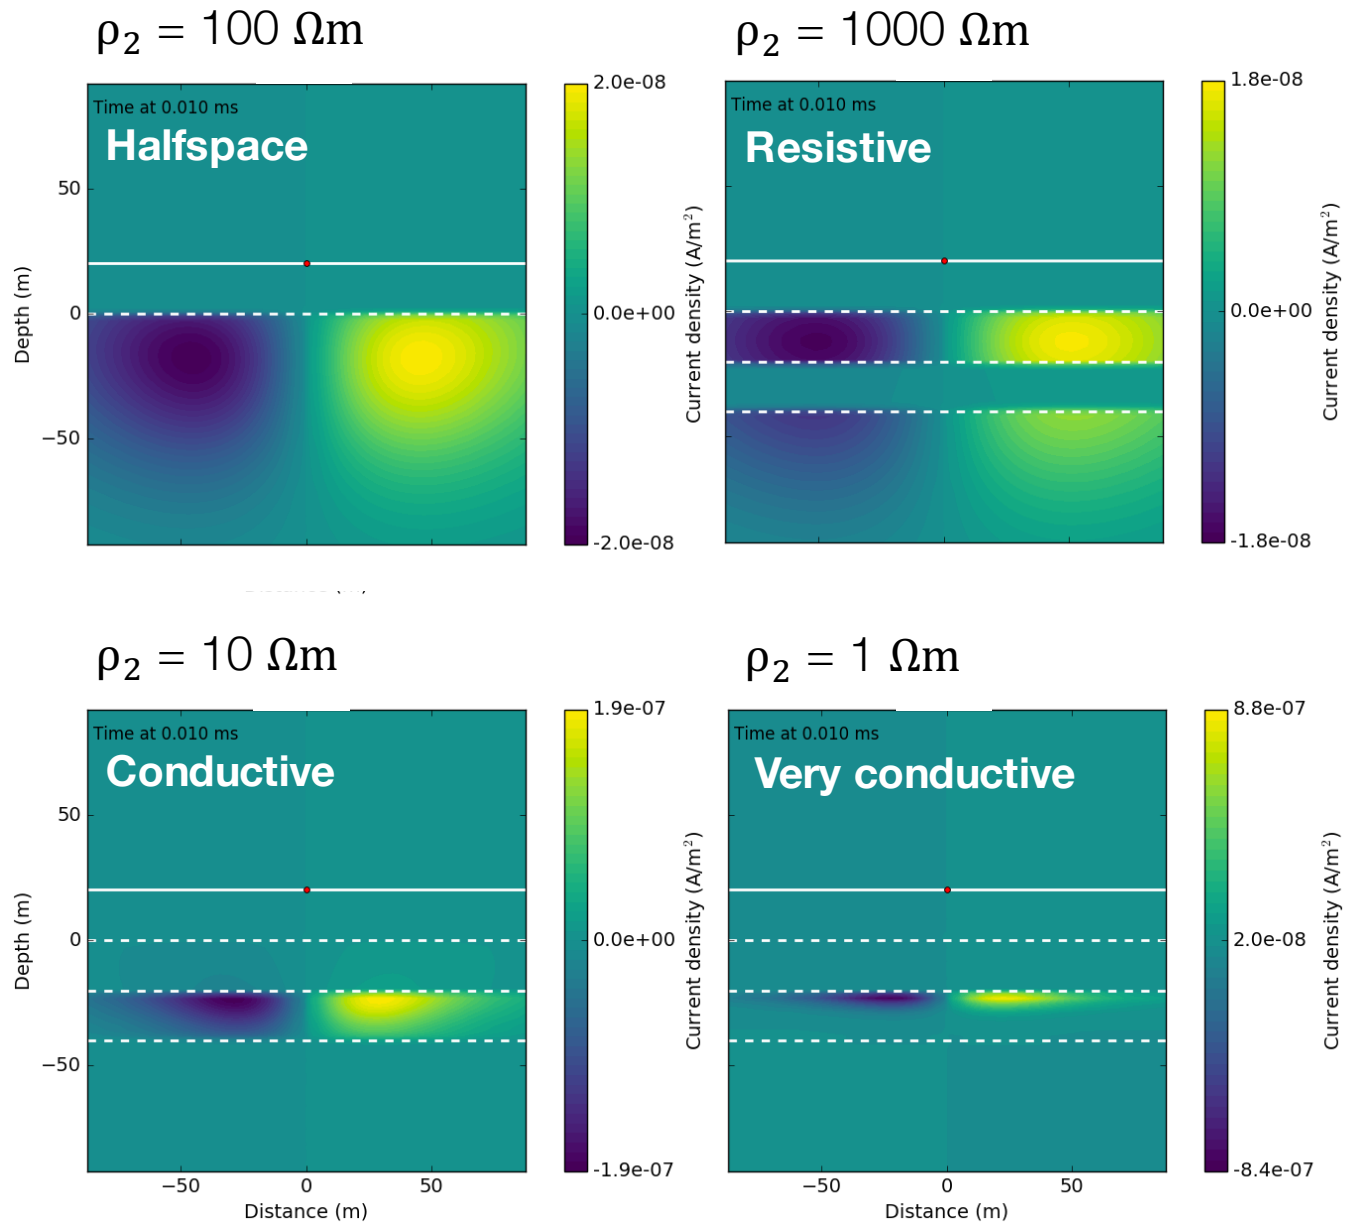 ρ₂ = 100 Ωm
ρ₂ = 1000 Ωm
Time at 0.010 ms
Halfspace
50
0
−50
Depth (m)
2.0e-08
0.0e+00
-2.0e-08
Current density (A/m²)
Time at 0.010 ms
Resistive
1.8e-08
0.0e+00
-1.8e-08
Current density (A/m²)
ρ₂ = 10 Ωm
ρ₂ = 1 Ωm
Time at 0.010 ms
Conductive
50
0
−50
Depth (m)
−50
0
50
Distance (m)
1.9e-07
0.0e+00
-1.9e-07
Current density (A/m²)
Time at 0.010 ms
Very conductive
−50
0
50
Distance (m)
8.8e-07
2.0e-08
-8.4e-07
Current density (A/m²)